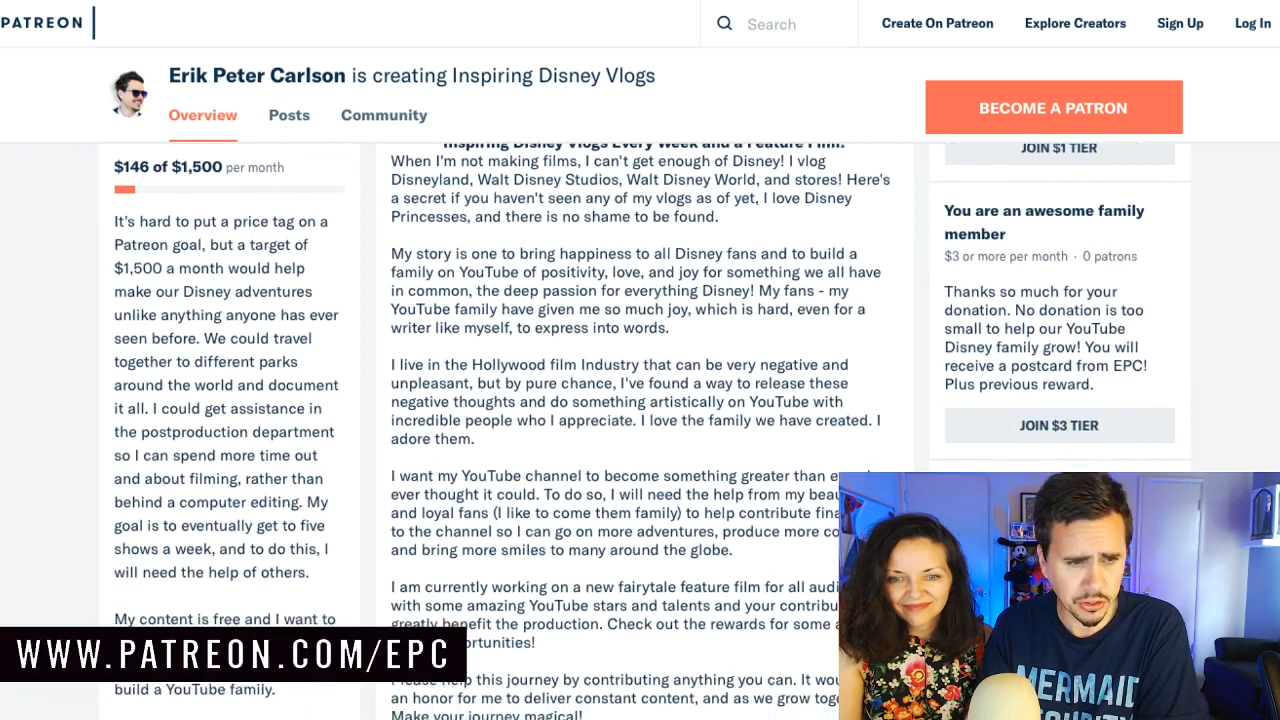 PATREON
Search
Create On Patreon
Explore Creators
Sign Up
Log In
Erik Peter Carlson is creating Inspiring Disney Vlogs
Overview
Posts
Community
BECOME A PATRON
$146 of $1,500 per month
It's hard to put a price tag on a
Patreon goal, but a target of
$1,500 a month would help
make our Disney adventures
unlike anything anyone has ever
seen before. We could travel
together to different parks
around the world and document
it all. I could get assistance in
the postproduction department
so I can spend more time out
and about filming, rather than
behind a computer editing. My
goal is to eventually get to five
shows a week, and to do this, I
will need the help of others.
My content is free and I want to
build a YouTube family.
Inspiring Disney Vlogs Every Week and a Feature Film!
When I'm not making films, I can't get enough of Disney! I vlog
Disneyland, Walt Disney Studios, Walt Disney World, and stores! Here's
a secret if you haven't seen any of my vlogs as of yet, I love Disney
Princesses, and there is no shame to be found.
My story is one to bring happiness to all Disney fans and to build a
family on YouTube of positivity, love, and joy for something we all have
in common, the deep passion for everything Disney! My fans - my
YouTube family have given me so much joy, which is hard, even for a
writer like myself, to express into words.
I live in the Hollywood film Industry that can be very negative and
unpleasant, but by pure chance, I've found a way to release these
negative thoughts and do something artistically on YouTube with
incredible people who I appreciate. I love the family we have created. I
adore them.
I want my YouTube channel to become something greater than
ever thought it could. To do so, I will need the help from my
and loyal fans (I like to come them family) to help contribute
to the channel so I can go on more adventures, produce more
and bring more smiles to many around the globe.
I am currently working on a new fairytale feature film for all
with some amazing YouTube stars and talents and your
greatly benefit the production. Check out the rewards for some
Please help this journey by contributing anything you can. It
an honor for me to deliver constant content, and as we grow
Make your journey magical!
JOIN $1 TIER
You are an awesome family
member
$3 or more per month · 0 patrons
Thanks so much for your
donation. No donation is too
small to help our YouTube
Disney family grow! You will
receive a postcard from EPC!
Plus previous reward.
JOIN $3 TIER
WWW.PATREON.COM/EPC
MERMAID